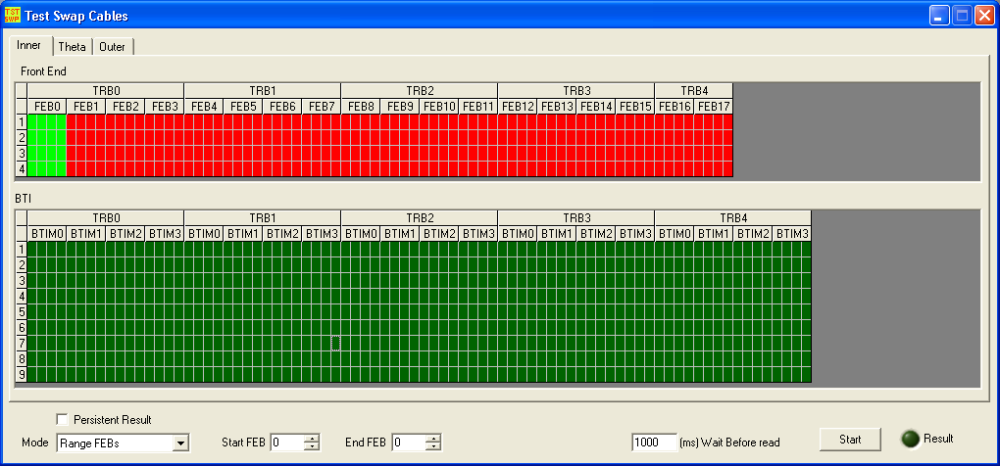 TST SWP Test Swap Cables
Inner Theta Outer
Front End
TRB0 TRB1 TRB2 TRB3 TRB4
FEB0 FEB1 FEB2 FEB3 FEB4 FEB5 FEB6 FEB7 FEB8 FEB9 FEB10 FEB11 FEB12 FEB13 FEB14 FEB15 FEB16 FEB17
1
2
3
4
BTI
TRB0 TRB1 TRB2 TRB3 TRB4
BTIM0 BTIM1 BTIM2 BTIM3 BTIM0 BTIM1 BTIM2 BTIM3 BTIM0 BTIM1 BTIM2 BTIM3 BTIM0 BTIM1 BTIM2 BTIM3 BTIM0 BTIM1 BTIM2 BTIM3
1
2
3
4
5
6
7
8
9
Persistent Result
Mode Range FEBs Start FEB 0 End FEB 0 1000 (ms) Wait Before read Start Result